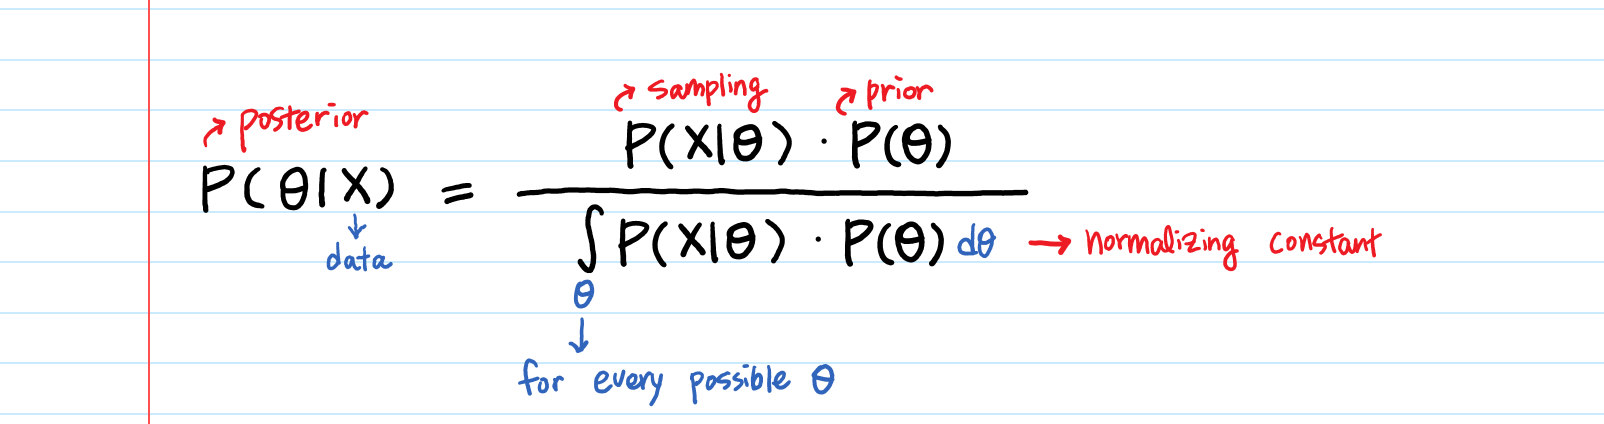 sampling prior
posterior
P(X|θ) · P(θ)
P(θ|X) =
∫ P(X|θ) · P(θ) dθ → normalizing constant
data
θ
for every possible θ